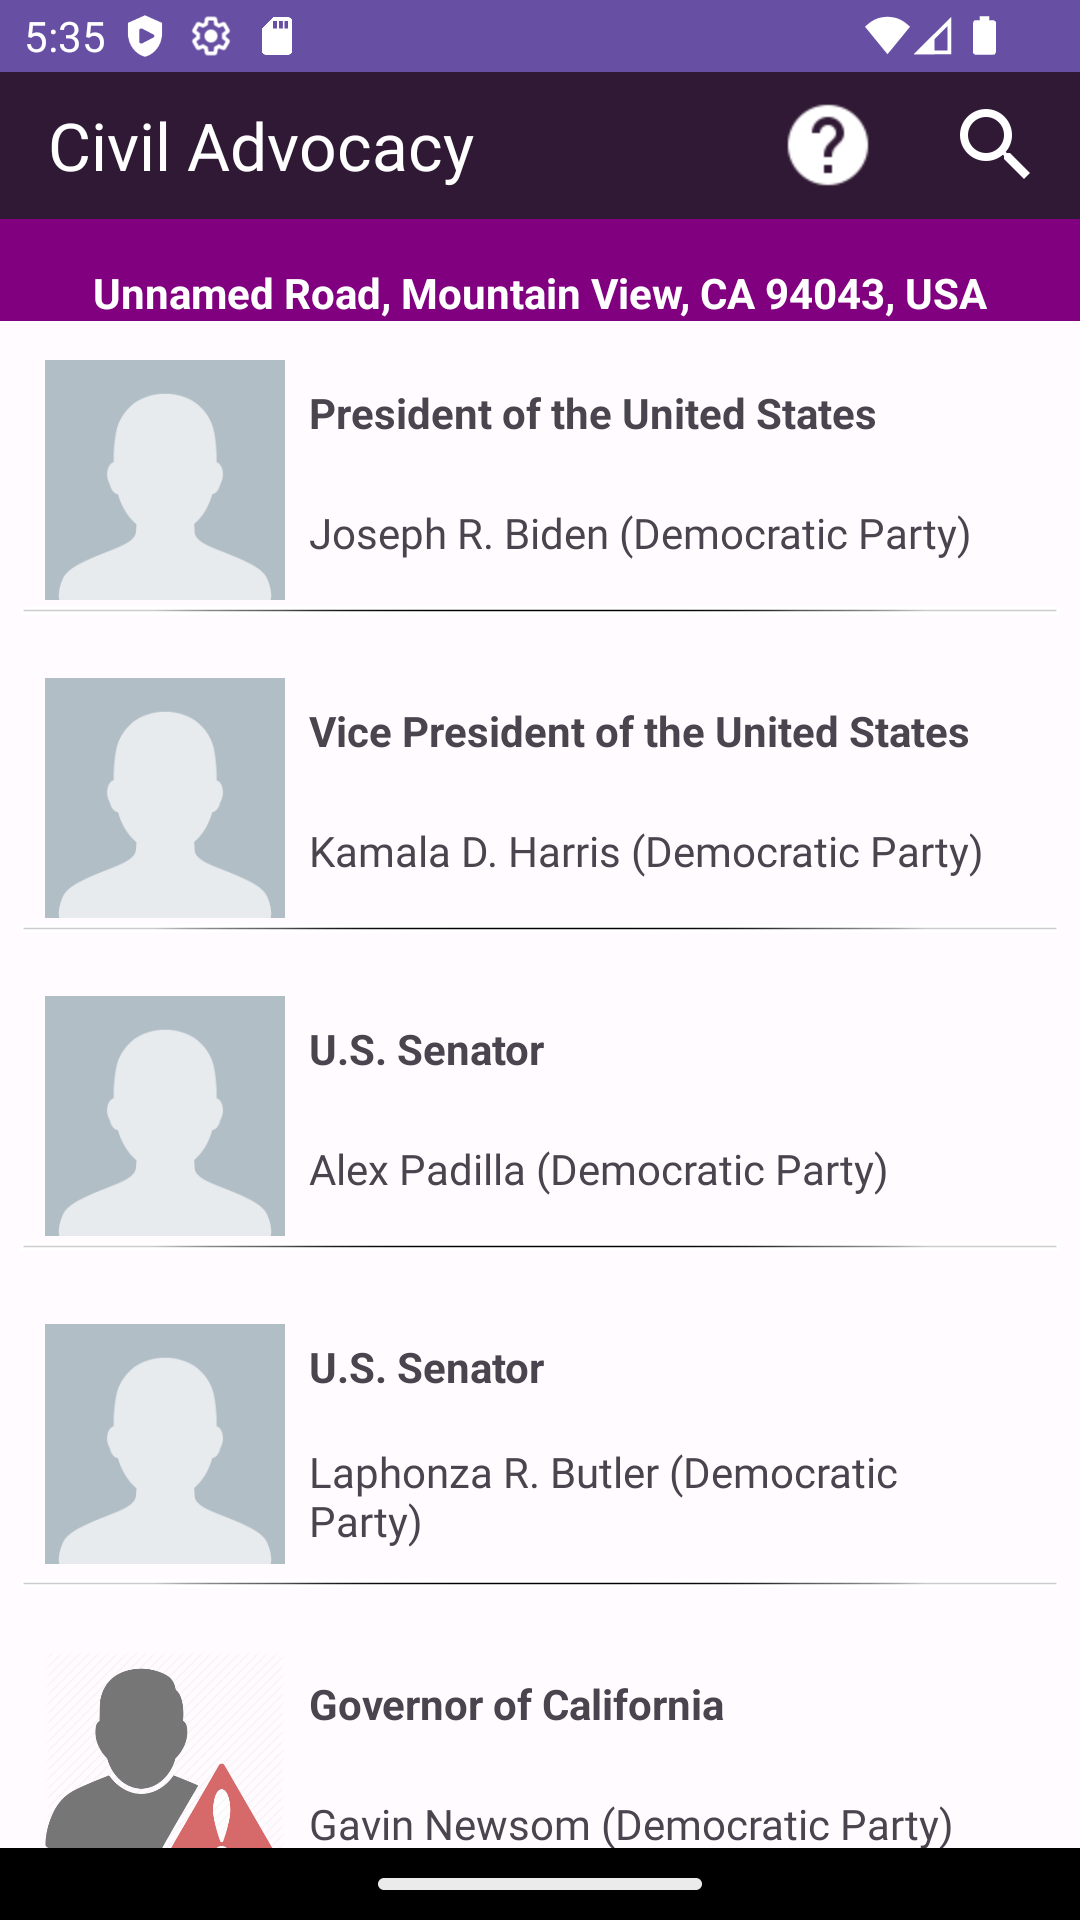 5:35
Civil Advocacy
Unnamed Road, Mountain View, CA 94043, USA
President of the United States
Joseph R. Biden (Democratic Party)
Vice President of the United States
Kamala D. Harris (Democratic Party)
U.S. Senator
Alex Padilla (Democratic Party)
U.S. Senator
Laphonza R. Butler (Democratic
Party)
Governor of California
Gavin Newsom (Democratic Party)